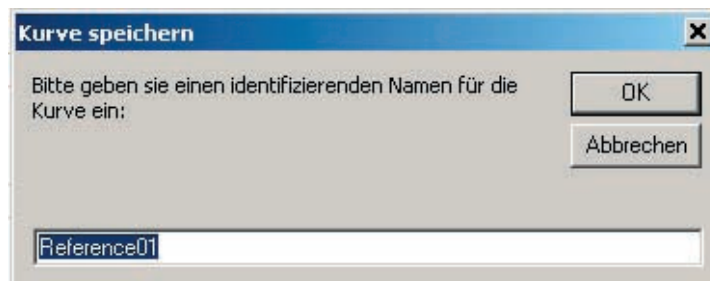 Kurve speichern
Bitte geben sie einen identifizierenden Namen für die
Kurve ein:
OK
Abbrechen
Reference01